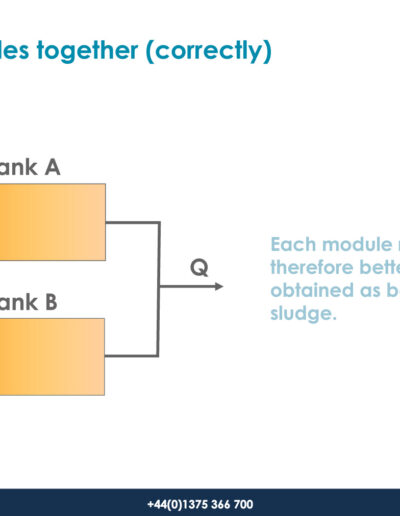 les together (correctly)
ank A
Q
ank B
Each module
therefore bette
obtained as b
sludge.
+44(0)1375 366 700